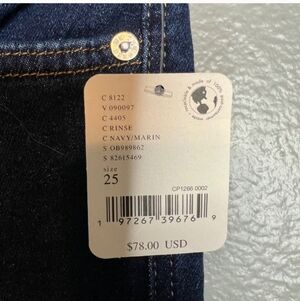 C 8122
V 090097
C 4405
C RINSE
C NAVY/MARIN
S OB989862
S 82615469
size
25
CP1266 0002
1 97267 39676 9
$78.00 USD